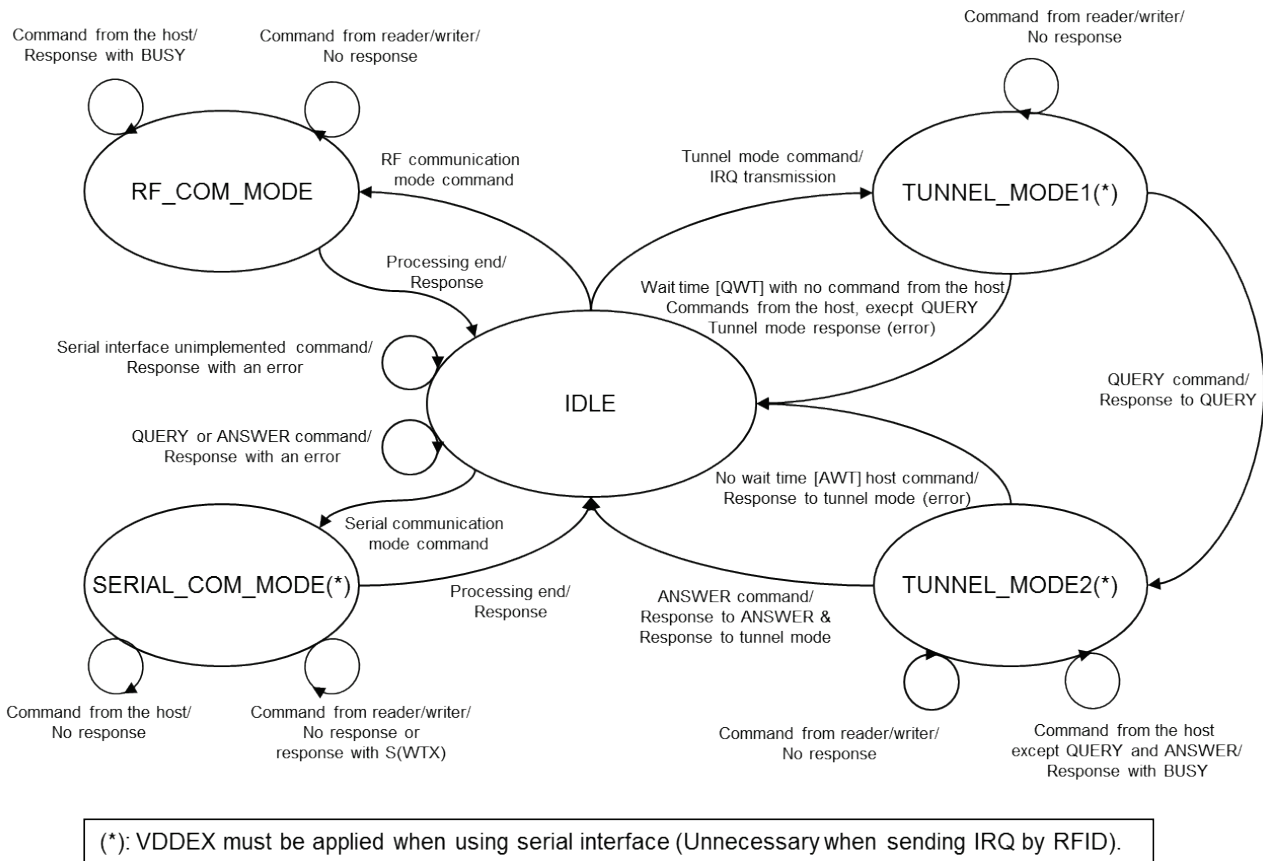 Command from the host/
Response with BUSY
Command from reader/writer/
No response
Command from reader/writer/
No response
RF_COM_MODE
RF communication
mode command
Tunnel mode command/
IRQ transmission
TUNNEL_MODE1(*)
Processing end/
Response
Wait time [QWT] with no command from the host
Commands from the host, execpt QUERY
Tunnel mode response (error)
Serial interface unimplemented command/
Response with an error
IDLE
QUERY command/
Response to QUERY
QUERY or ANSWER command/
Response with an error
No wait time [AWT] host command/
Response to tunnel mode (error)
Serial communication
mode command
SERIAL_COM_MODE(*)
Processing end/
Response
ANSWER command/
Response to ANSWER &
Response to tunnel mode
TUNNEL_MODE2(*)
Command from the host/
No response
Command from reader/writer/
No response or
response with S(WTX)
Command from reader/writer/
No response
Command from the host
except QUERY and ANSWER/
Response with BUSY
(*): VDDEX must be applied when using serial interface (Unnecessary when sending IRQ by RFID).